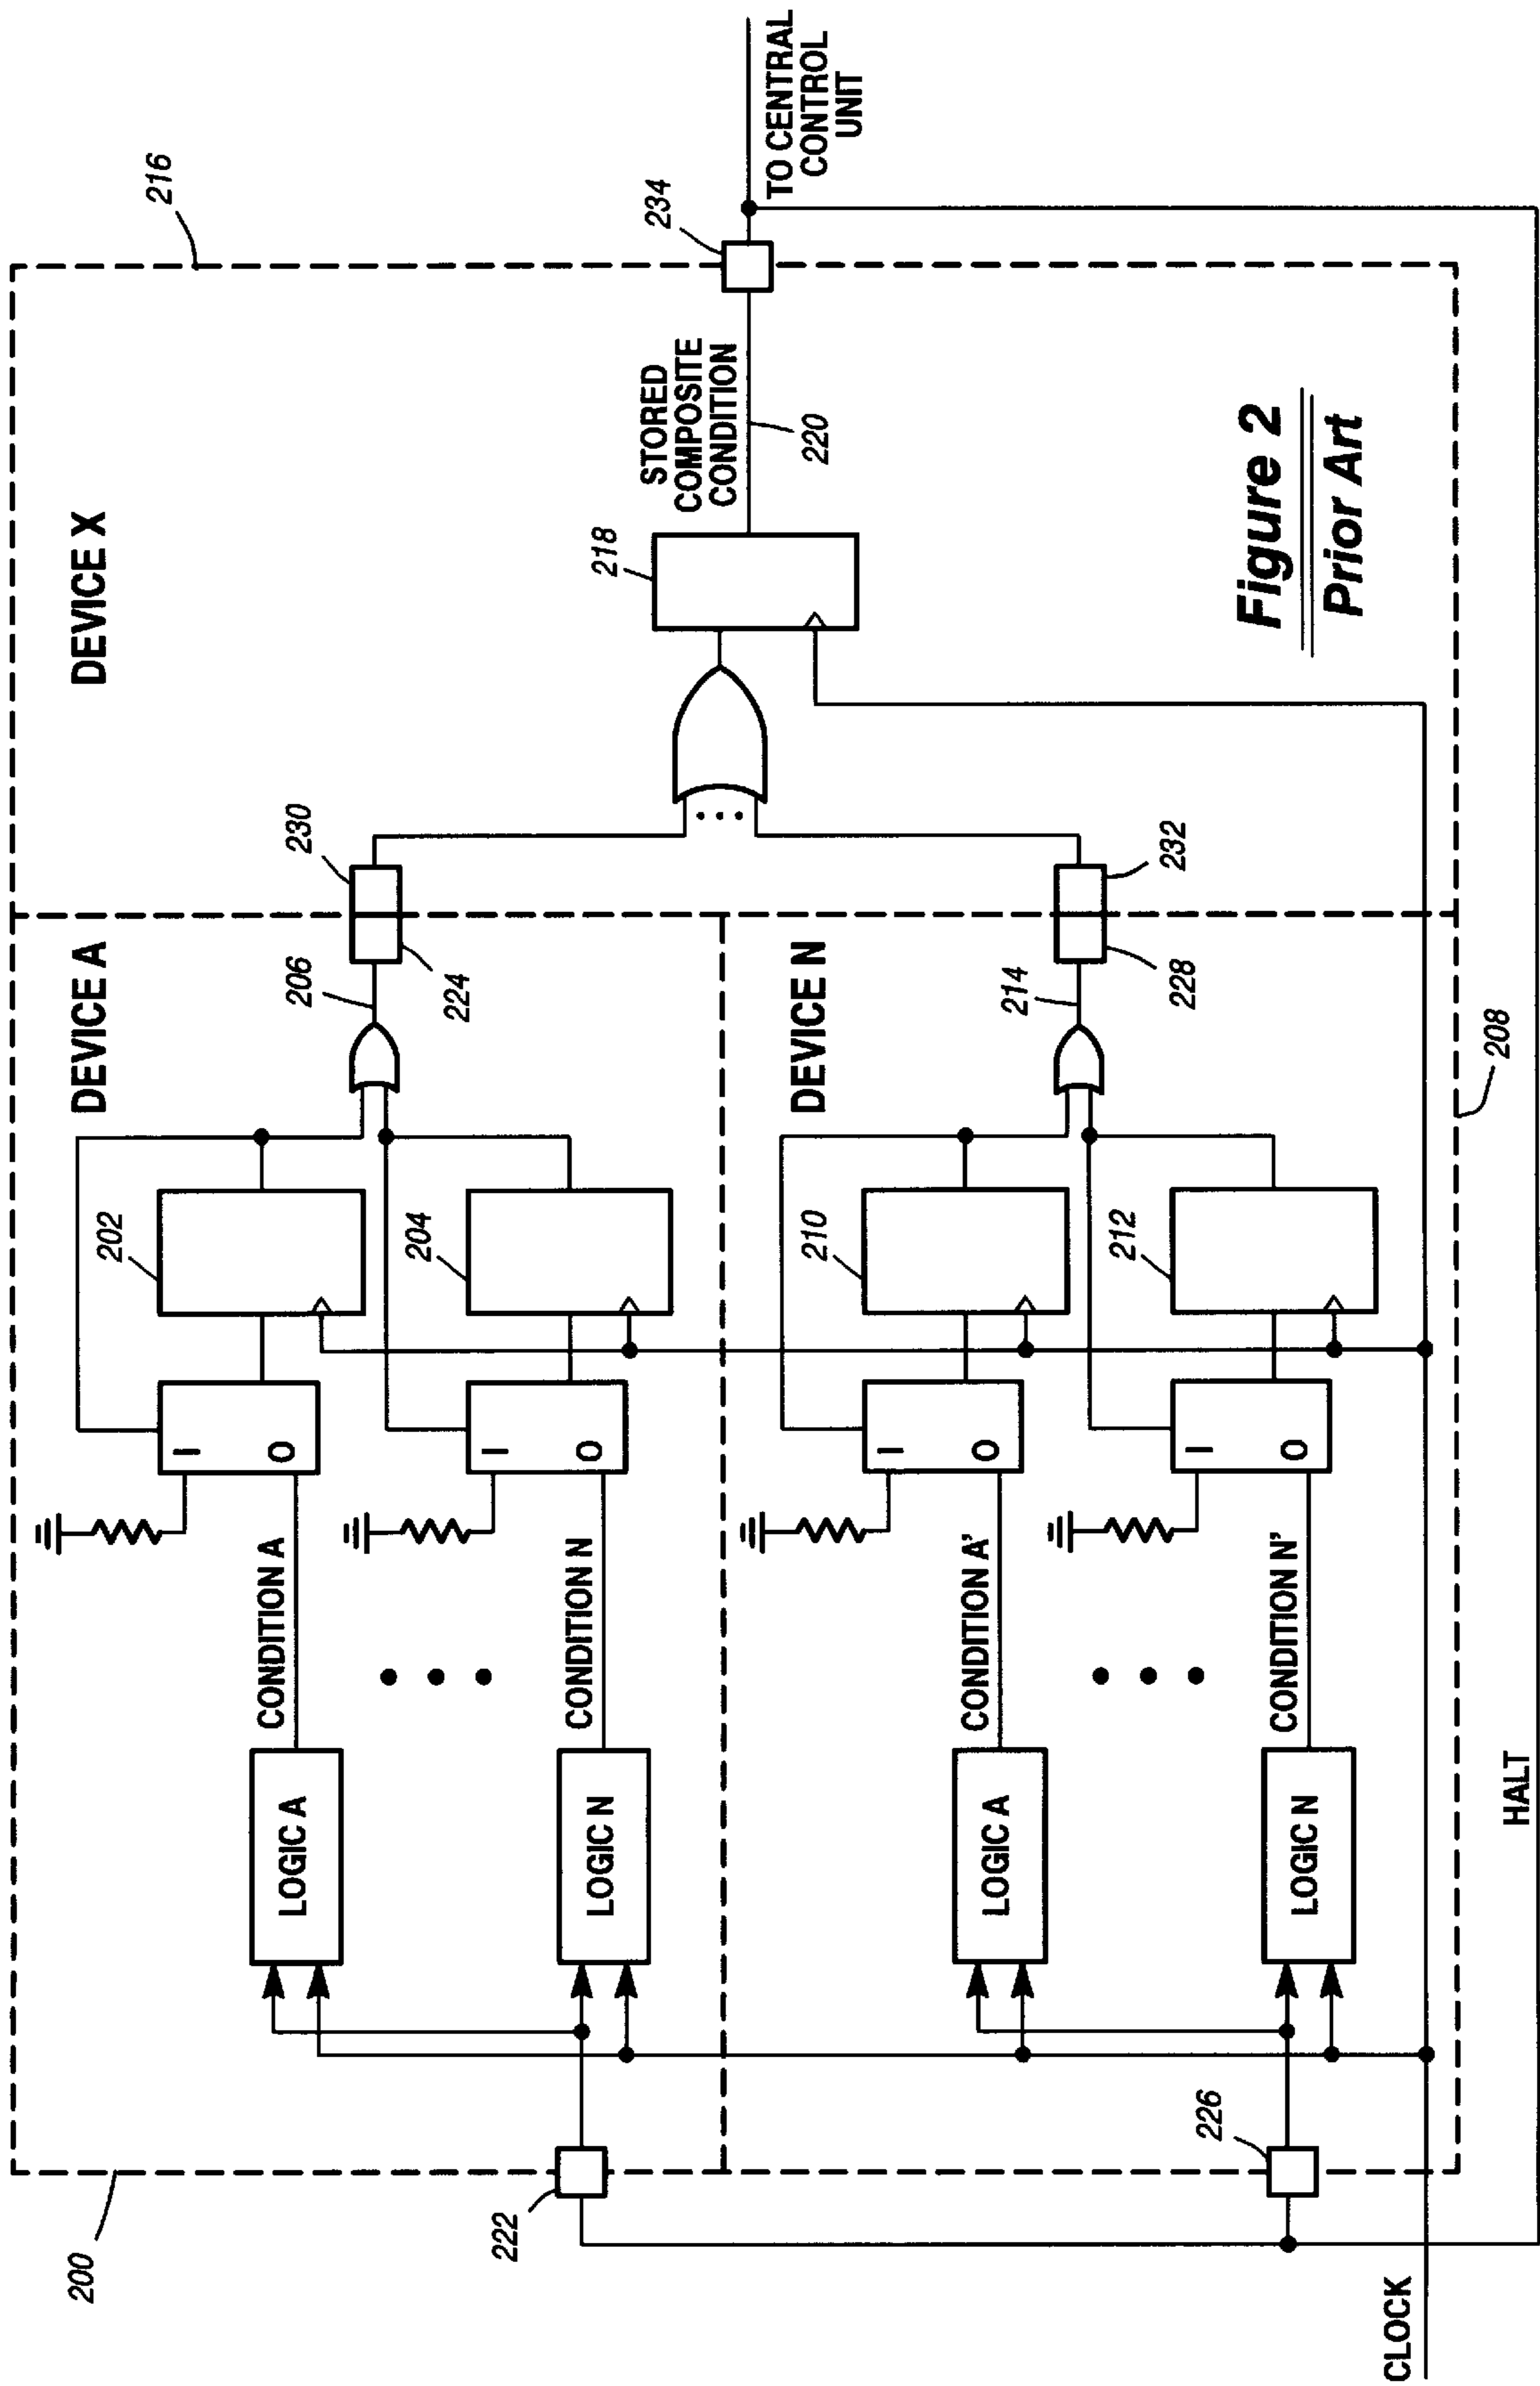 216
DEVICE X
234
TO CENTRAL
CONTROL
UNIT
STORED
COMPOSITE
CONDITION
220
218
230
232
DEVICE A
206
224
DEVICE N
214
228
208
202
204
210
212
I
O
I
O
I
O
I
O
CONDITION A
CONDITION N
CONDITION A'
CONDITION N'
LOGIC A
LOGIC N
LOGIC A
LOGIC N
HALT
200
222
226
CLOCK
Figure 2
Prior Art